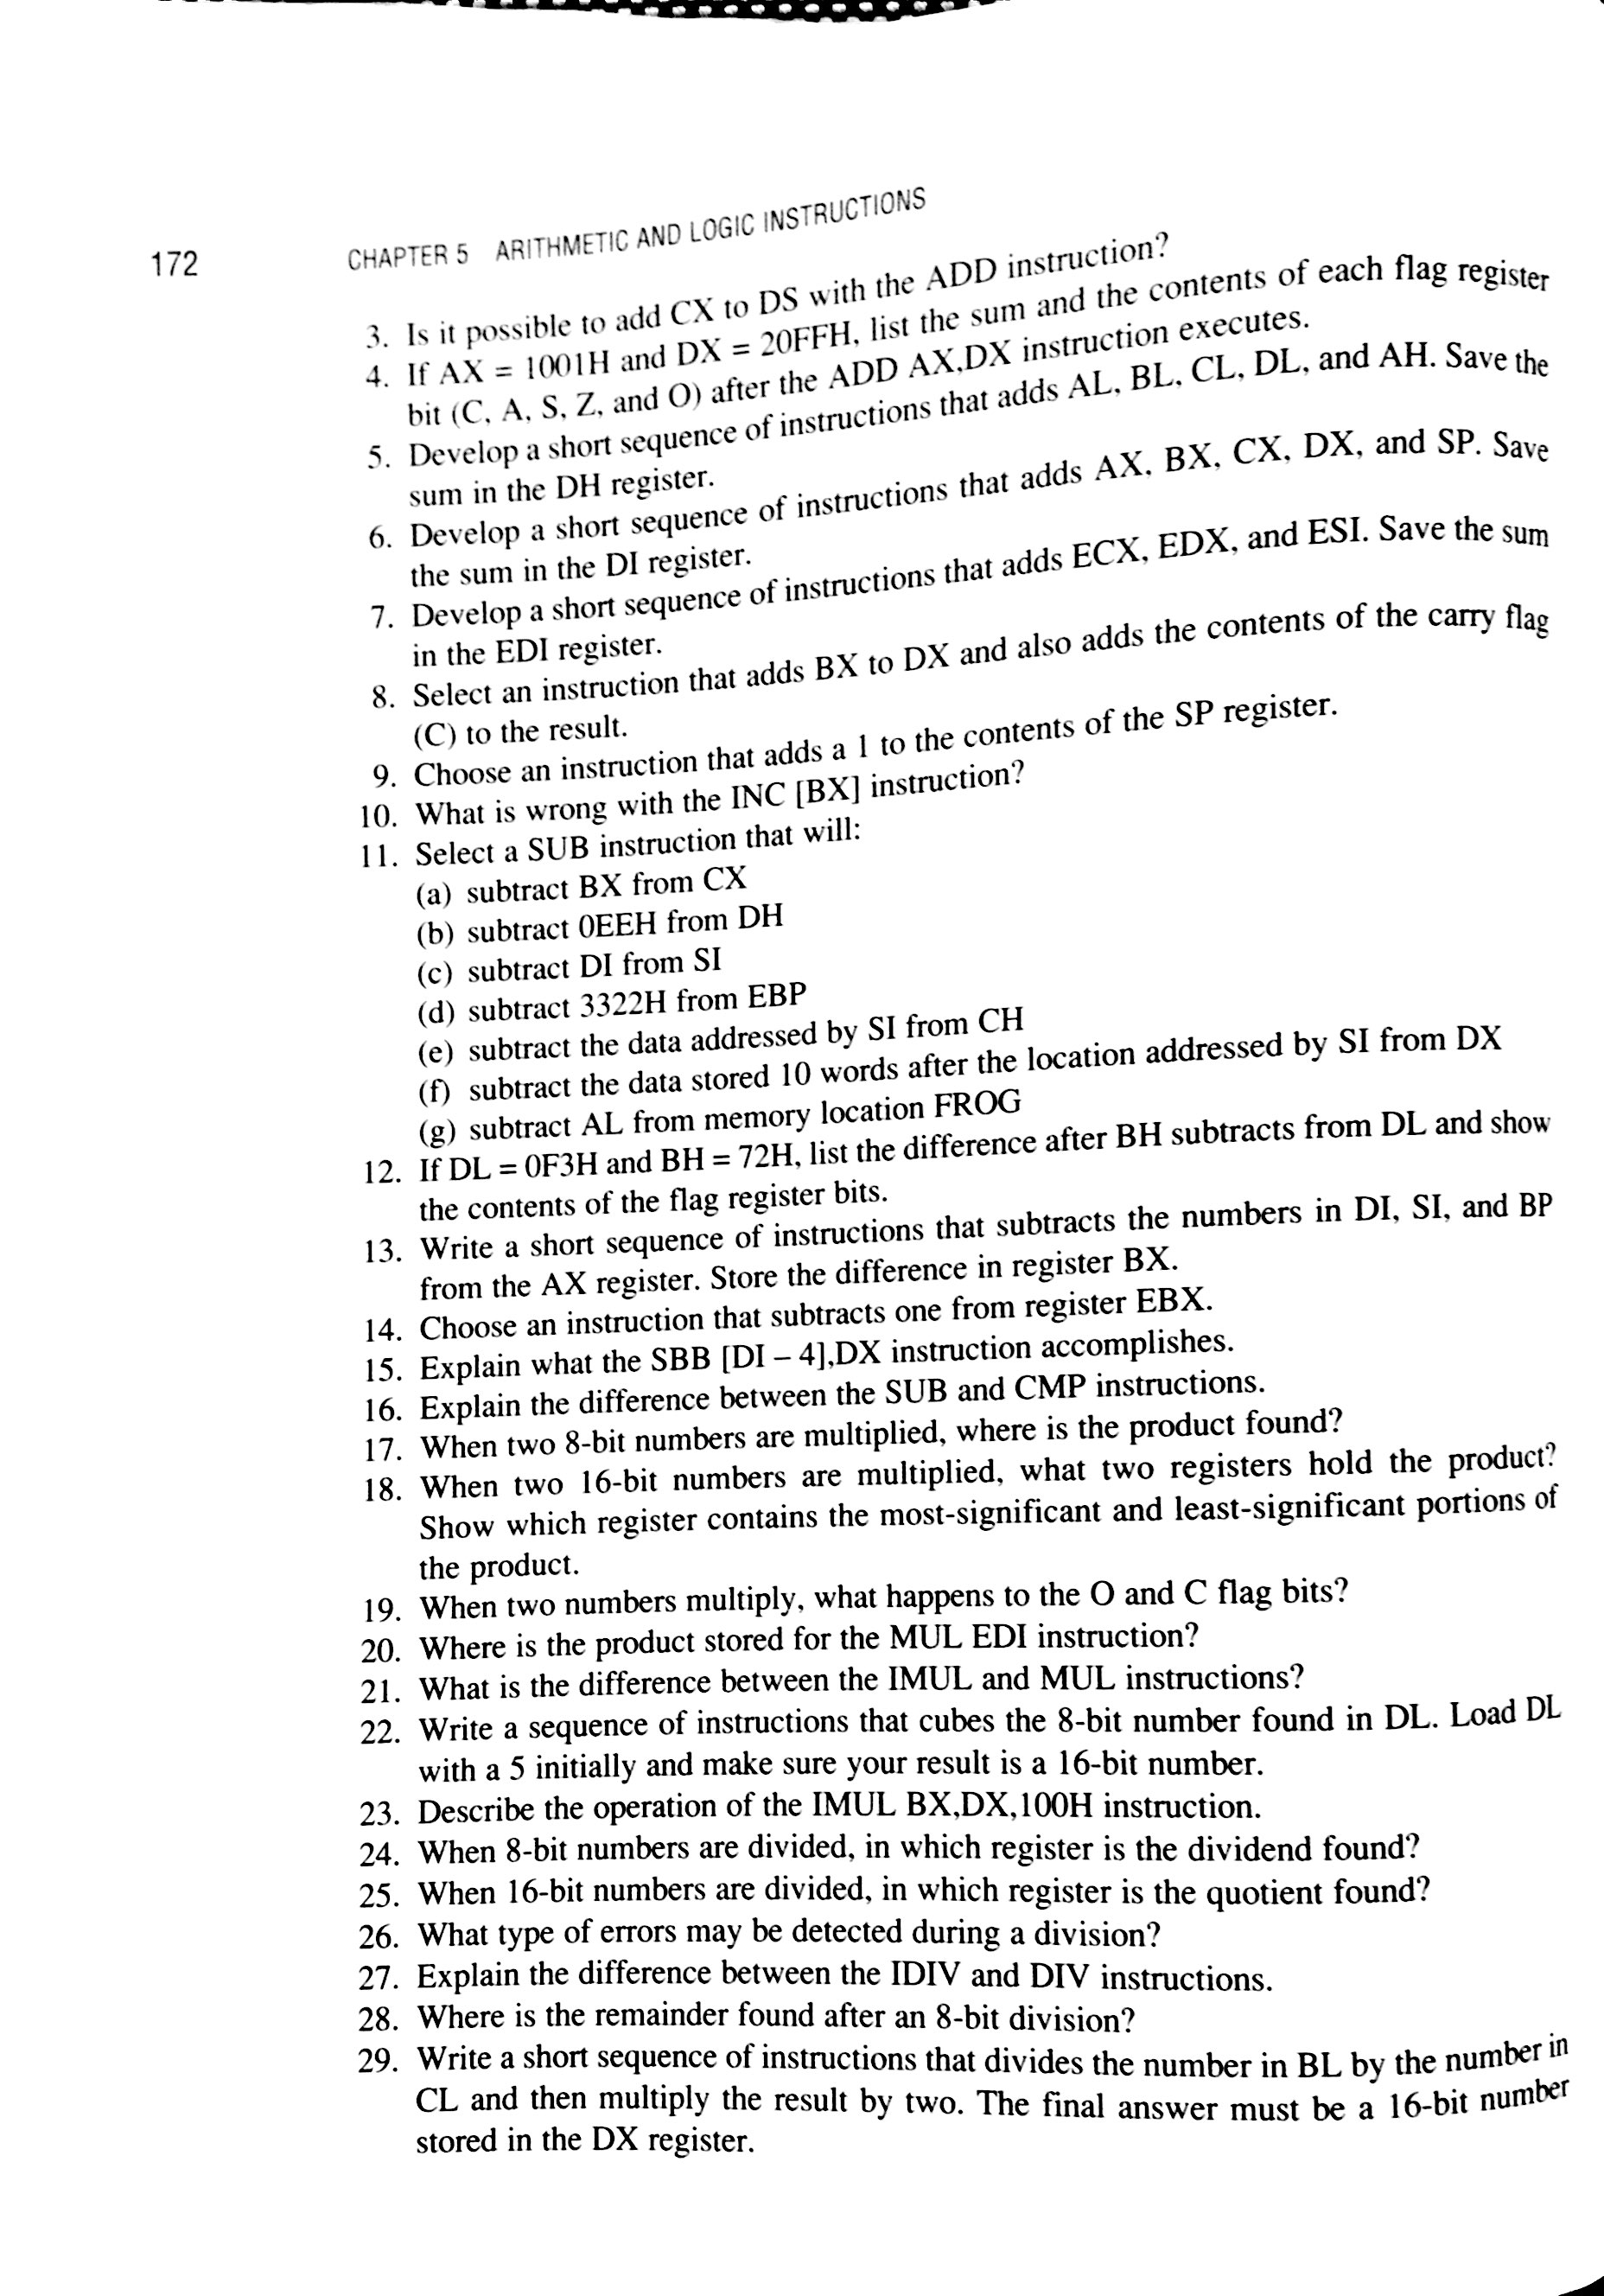 172 CHAPTER 5 ARITHMETIC AND LOGIC INSTRUCTIONS
3. Is it possible to add CX to DS with the ADD instruction?
4. If AX = 1001H and DX = 20FFH, list the sum and the contents of each flag register
bit (C, A, S, Z, and O) after the ADD AX,DX instruction executes.
5. Develop a short sequence of instructions that adds AL, BL, CL, DL, and AH. Save the
sum in the DH register.
6. Develop a short sequence of instructions that adds AX, BX, CX, DX, and SP. Save
the sum in the DI register.
7. Develop a short sequence of instructions that adds ECX, EDX, and ESI. Save the sum
in the EDI register.
8. Select an instruction that adds BX to DX and also adds the contents of the carry flag
(C) to the result.
9. Choose an instruction that adds a 1 to the contents of the SP register.
10. What is wrong with the INC [BX] instruction?
11. Select a SUB instruction that will:
(a) subtract BX from CX
(b) subtract 0EEH from DH
(c) subtract DI from SI
(d) subtract 3322H from EBP
(e) subtract the data addressed by SI from CH
(f) subtract the data stored 10 words after the location addressed by SI from DX
(g) subtract AL from memory location FROG
12. If DL = 0F3H and BH = 72H, list the difference after BH subtracts from DL and show
the contents of the flag register bits.
13. Write a short sequence of instructions that subtracts the numbers in DI, SI, and BP
from the AX register. Store the difference in register BX.
14. Choose an instruction that subtracts one from register EBX.
15. Explain what the SBB [DI – 4],DX instruction accomplishes.
16. Explain the difference between the SUB and CMP instructions.
17. When two 8-bit numbers are multiplied, where is the product found?
18. When two 16-bit numbers are multiplied, what two registers hold the product?
Show which register contains the most-significant and least-significant portions of
the product.
19. When two numbers multiply, what happens to the O and C flag bits?
20. Where is the product stored for the MUL EDI instruction?
21. What is the difference between the IMUL and MUL instructions?
22. Write a sequence of instructions that cubes the 8-bit number found in DL. Load DL
with a 5 initially and make sure your result is a 16-bit number.
23. Describe the operation of the IMUL BX,DX,100H instruction.
24. When 8-bit numbers are divided, in which register is the dividend found?
25. When 16-bit numbers are divided, in which register is the quotient found?
26. What type of errors may be detected during a division?
27. Explain the difference between the IDIV and DIV instructions.
28. Where is the remainder found after an 8-bit division?
29. Write a short sequence of instructions that divides the number in BL by the number in
CL and then multiply the result by two. The final answer must be a 16-bit number
stored in the DX register.